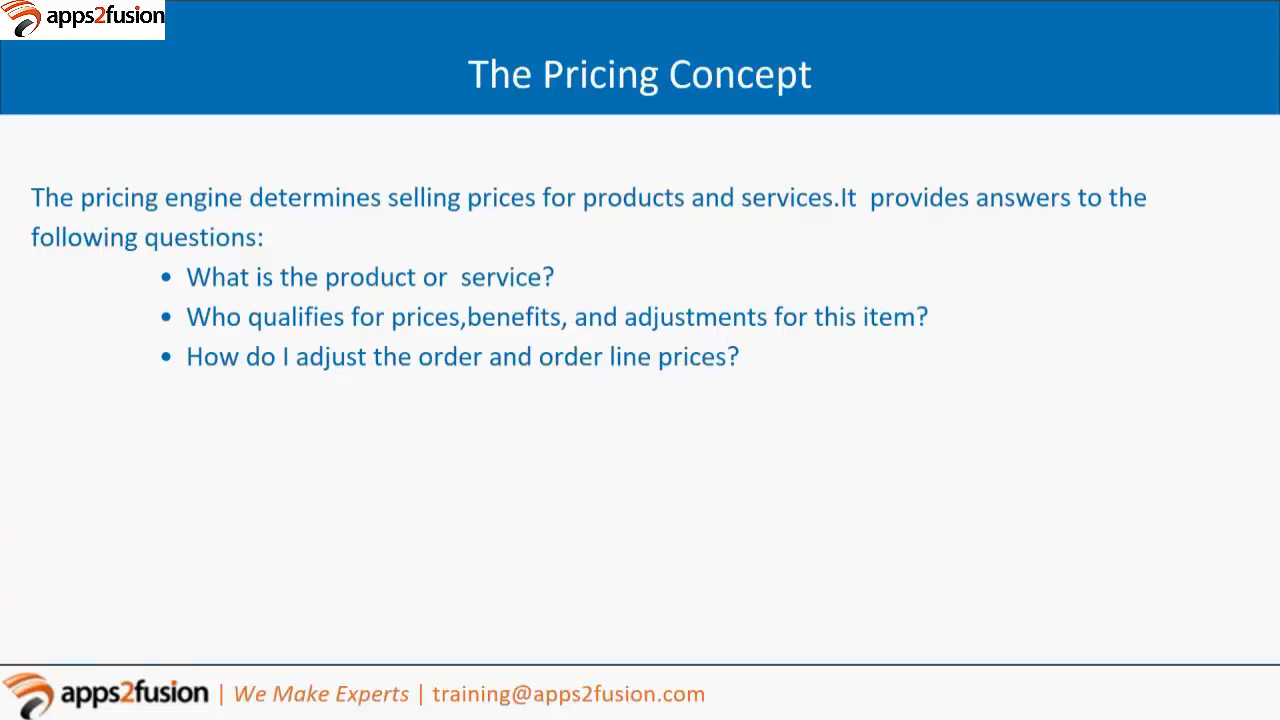 apps2fusion
The Pricing Concept
The pricing engine determines selling prices for products and services.It  provides answers to the
following questions:
• What is the product or  service?
• Who qualifies for prices,benefits, and adjustments for this item?
• How do I adjust the order and order line prices?
apps2fusion | We Make Experts | training@apps2fusion.com